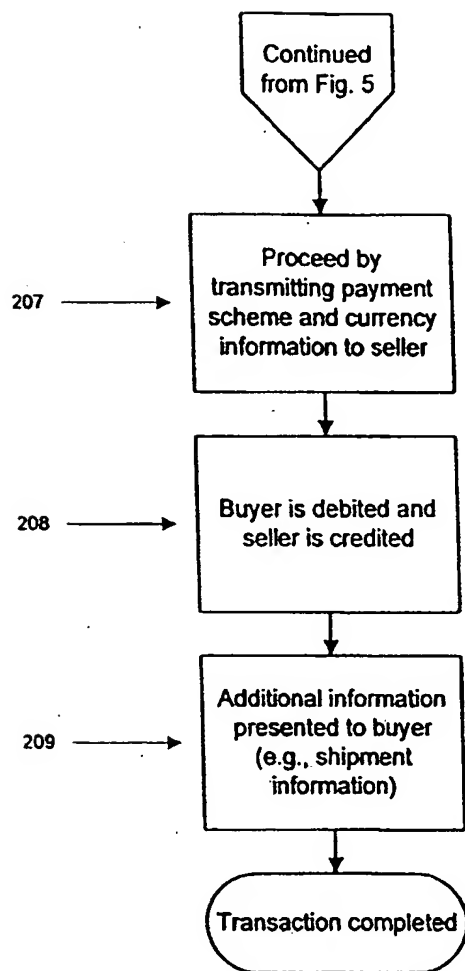 Continued
from Fig. 5
207
Proceed by
transmitting payment
scheme and currency
information to seller
208
Buyer is debited and
seller is credited
209
Additional information
presented to buyer
(e.g., shipment
information)
Transaction completed